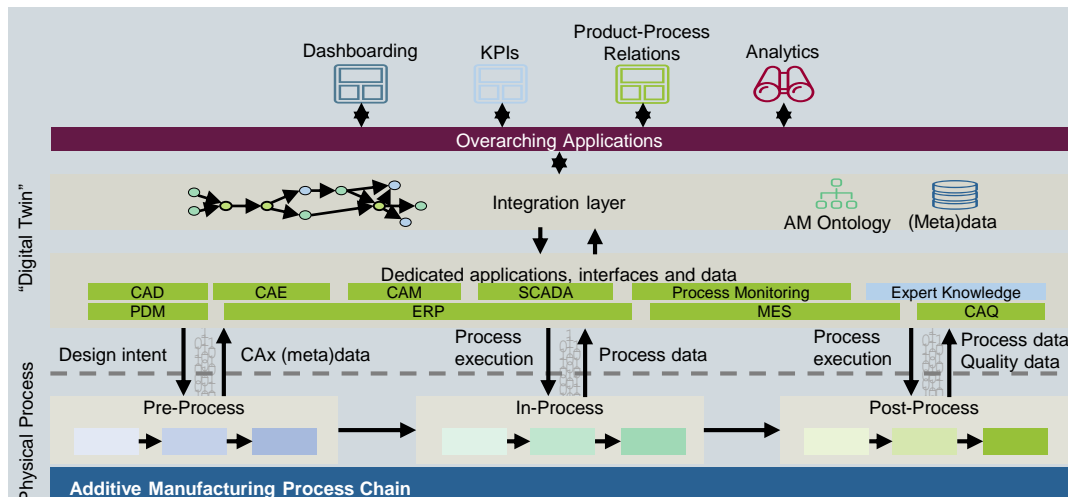 Dashboarding
KPIs
Product-Process
Relations
Analytics
Overarching Applications
"Digital Twin"
Integration layer
AM Ontology
(Meta)data
Dedicated applications, interfaces and data
CAD
CAE
CAM
SCADA
Process Monitoring
Expert Knowledge
PDM
ERP
MES
CAQ
Design intent
CAx (meta)data
Process
execution
Process data
Process
execution
Process data
Quality data
Physical Process
Pre-Process
In-Process
Post-Process
Additive Manufacturing Process Chain